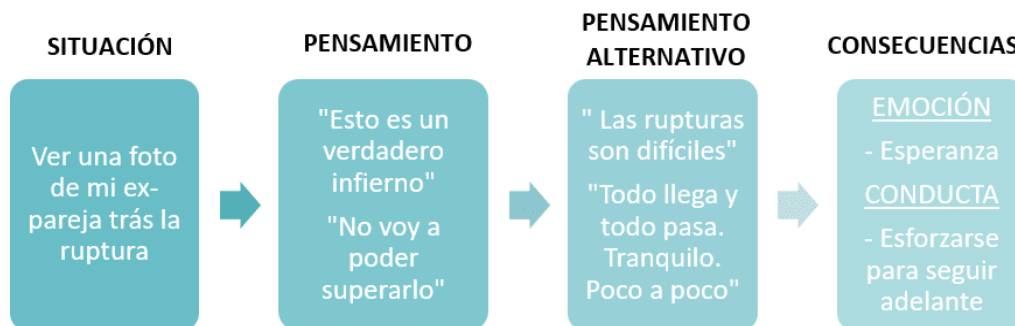 SITUACIÓN
Ver una foto
de mi ex-
pareja trás la
ruptura
PENSAMIENTO
"Esto es un
verdadero
infierno"
"No voy a
poder
superarlo"
PENSAMIENTO
ALTERNATIVO
" Las rupturas
son difíciles"
"Todo llega y
todo pasa.
Tranquilo.
Poco a poco"
CONSECUENCIAS
EMOCIÓN
- Esperanza
CONDUCTA
- Esforzarse
para seguir
adelante